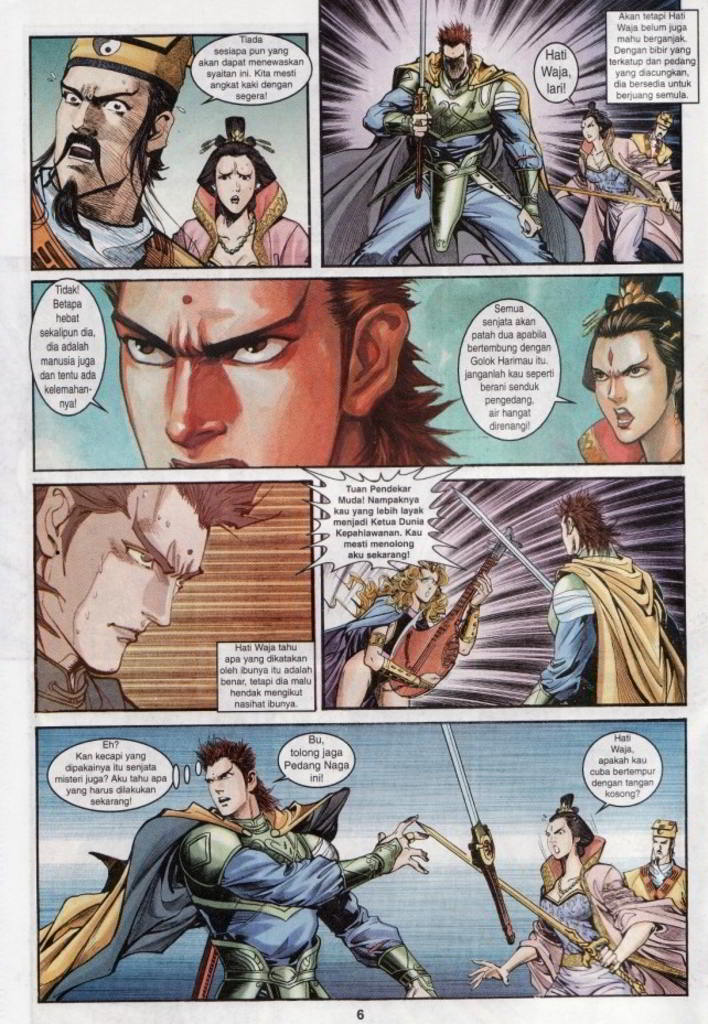 Tiada
sesiapa pun yang
akan dapat menewaskan
syaitan ini. Kita mesti
angkat kaki dengan
segera!
Hati
Waja,
lari!
Akan tetapi Hati
Waja belum juga
mahu berganjak.
Dengan bibir yang
terkatup dan pedang
yang diacungkan,
dia bersedia untuk
berjuang semula.
Tidak!
Betapa
hebat
sekalipun dia,
dia adalah
manusia juga
dan tentu ada
kelemahan-
nya!
Semua
senjata akan
patah dua apabila
bertembung dengan
Golok Harimau itu.
janganlah kau seperti
berani senduk
pengedang,
air hangat
direnangi!
Hati Waja tahu
apa yang dikatakan
oleh ibunya itu adalah
benar, tetapi dia malu
hendak mengikut
nasihat ibunya.
Tuan Pendekar
Muda! Nampaknya
kau yang lebih layak
menjadi Ketua Dunia
Kepahlawanan. Kau
mesti menolong
aku sekarang!
Eh?
Kan kecapi yang
dipakainya itu senjata
misteri juga? Aku tahu apa
yang harus dilakukan
sekarang!
Bu,
tolong jaga
Pedang Naga
ini!
Hati
Waja,
apakah kau
cuba bertempur
dengan tangan
kosong?
6